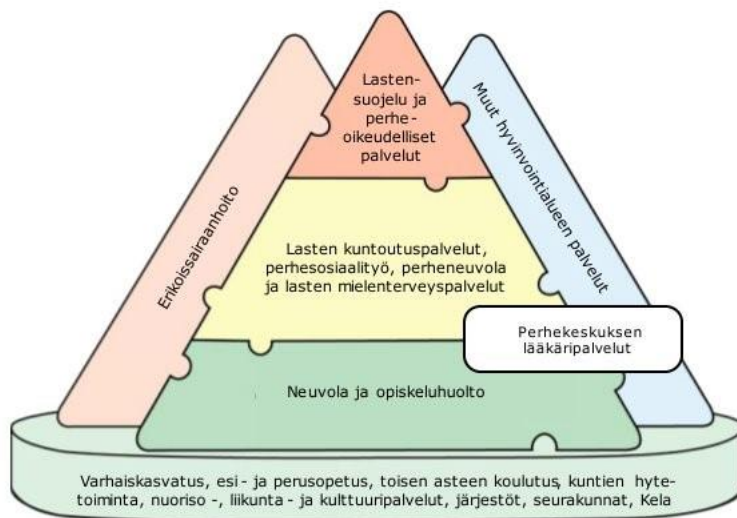 Lasten-
suojelu ja
perhe-
oikeudelliset
palvelut
Erikoissairaanhoito
Muut hyvinvointialueen palvelut
Lasten kuntoutuspalvelut,
perhesosiaalityö, perheneuvola
ja lasten mielenterveyspalvelut
Perhekeskuksen
lääkäripalvelut
Neuvola ja opiskeluhuolto
Varhaiskasvatus, esi- ja perusopetus, toisen asteen koulutus, kuntien hyte-
toiminta, nuoriso -, liikunta - ja kulttuuripalvelut, järjestöt, seurakunnat, Kela